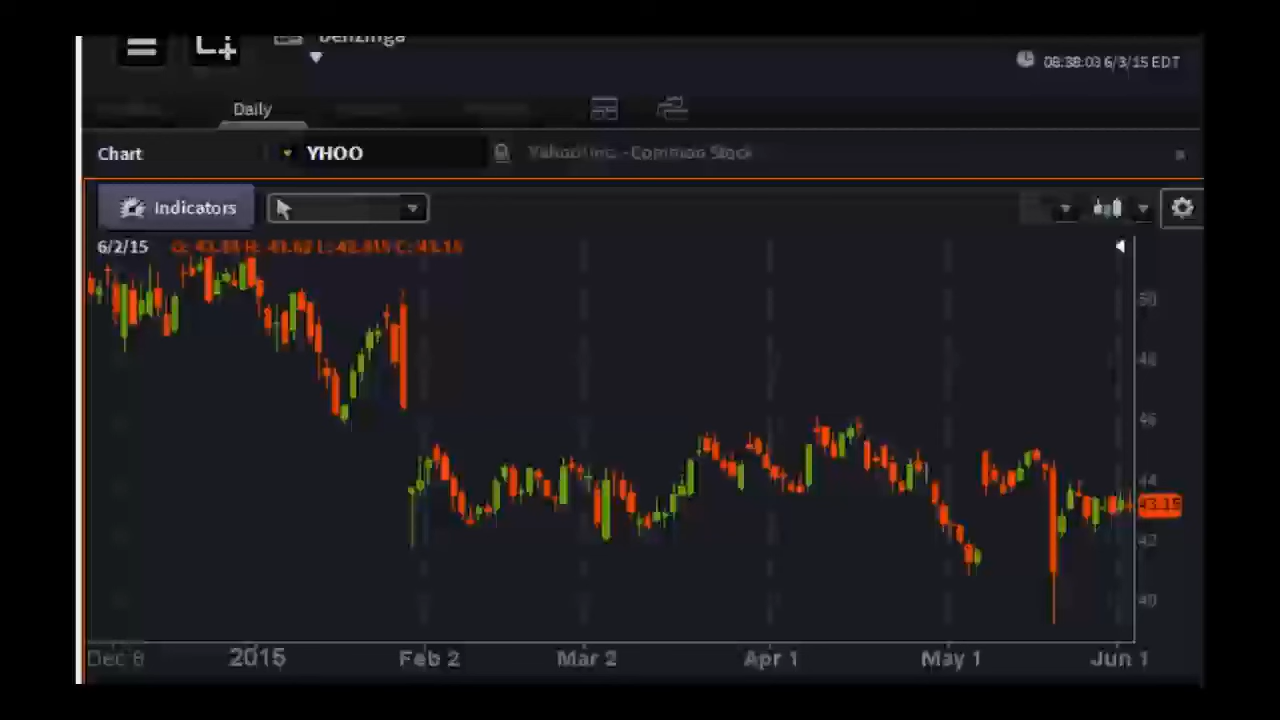 benzinga
08:38:03 6/3/15 EDT
Daily
Chart
YHOO
Yahoo! Inc. - Common Stock
Indicators
6/2/15
50
48
46
44
43.15
42
40
Dec 8 2015 Feb 2 Mar 2 Apr 1 May 1 Jun 1